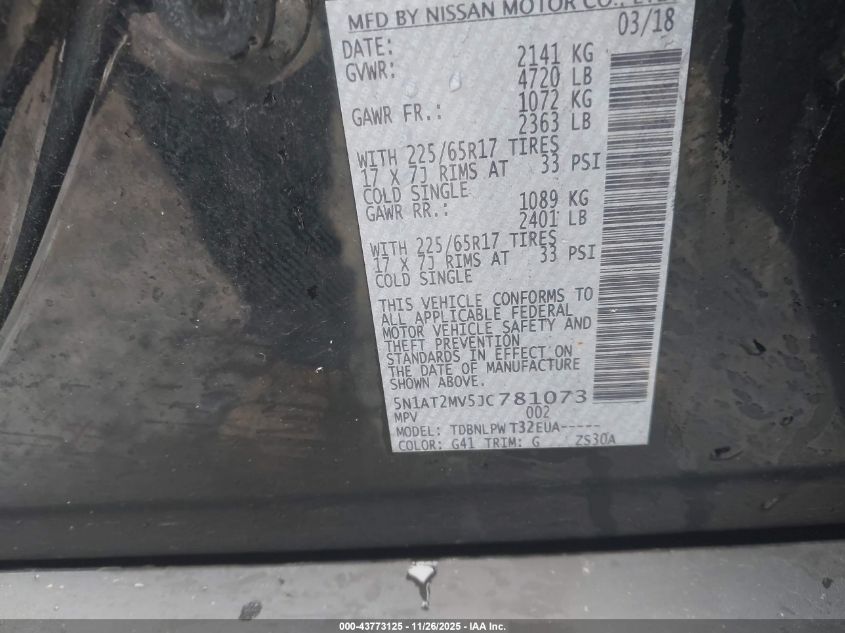 MFD BY NISSAN MOTOR CO., LTD.
DATE: 03/18
GVWR: 2141 KG
4720 LB
GAWR FR.: 1072 KG
2363 LB
WITH 225/65R17 TIRES
17 X 7J RIMS AT 33 PSI
COLD SINGLE
GAWR RR.: 1089 KG
2401 LB
WITH 225/65R17 TIRES
17 X 7J RIMS AT 33 PSI
COLD SINGLE
THIS VEHICLE CONFORMS TO
ALL APPLICABLE FEDERAL
MOTOR VEHICLE SAFETY AND
THEFT PREVENTION
STANDARDS IN EFFECT ON
THE DATE OF MANUFACTURE
SHOWN ABOVE.
5N1AT2MV5JC781073
MPV 002
MODEL: TDBNLPW T32EUA-----
COLOR: G41 TRIM: G ZS30A
000-43773125 - 11/26/2025 - IAA Inc.